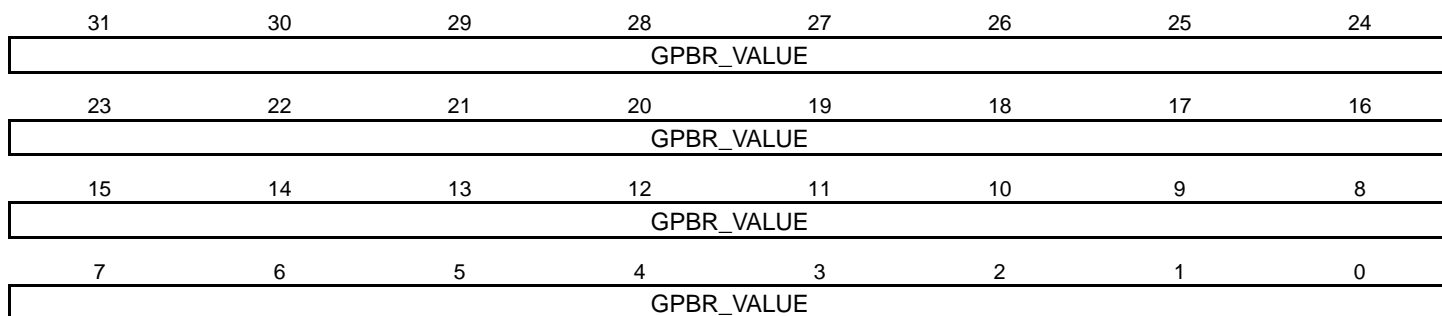 31 30 29 28 27 26 25 24
GPBR_VALUE
23 22 21 20 19 18 17 16
GPBR_VALUE
15 14 13 12 11 10 9 8
GPBR_VALUE
7 6 5 4 3 2 1 0
GPBR_VALUE